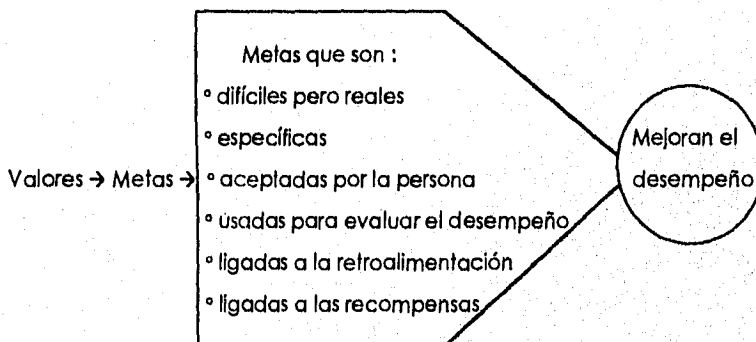 Metas que son :
° difíciles pero reales
° específicas
Valores → Metas →
° aceptadas por la persona
° usadas para evaluar el desempeño
° ligadas a la retroalimentación
° ligadas a las recompensas
Mejoran el
desempeño